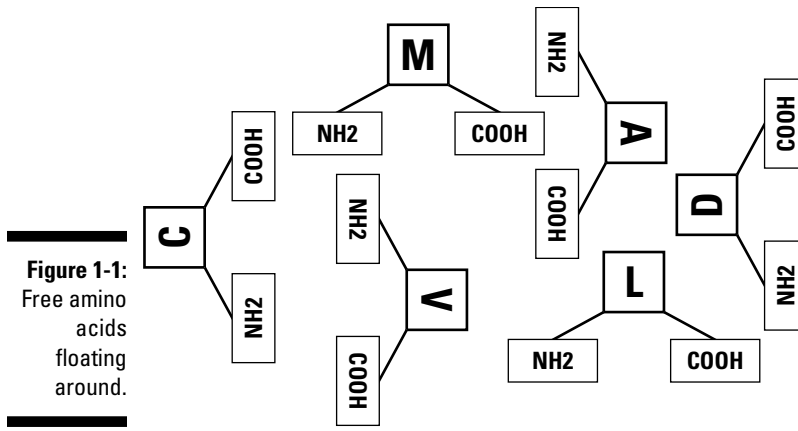 M
NH2
COOH
NH2
A
COOH
COOH
D
NH2
COOH
C
NH2
NH2
V
COOH
L
NH2
COOH
Figure 1-1:
Free amino
acids
floating
around.